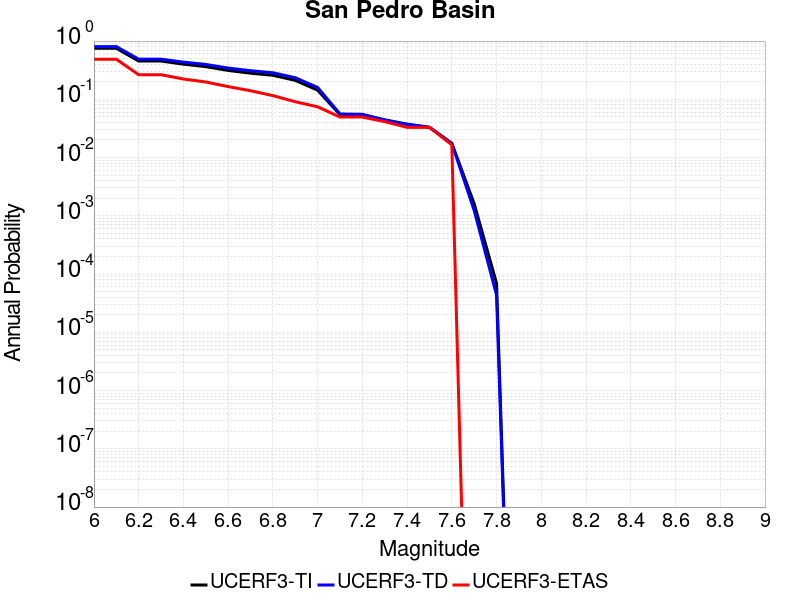 San Pedro Basin
10^0
10^-1
10^-2
10^-3
10^-4
10^-5
10^-6
10^-7
10^-8
Annual Probability
6 6.2 6.4 6.6 6.8 7 7.2 7.4 7.6 7.8 8 8.2 8.4 8.6 8.8 9
Magnitude
UCERF3-TI UCERF3-TD UCERF3-ETAS